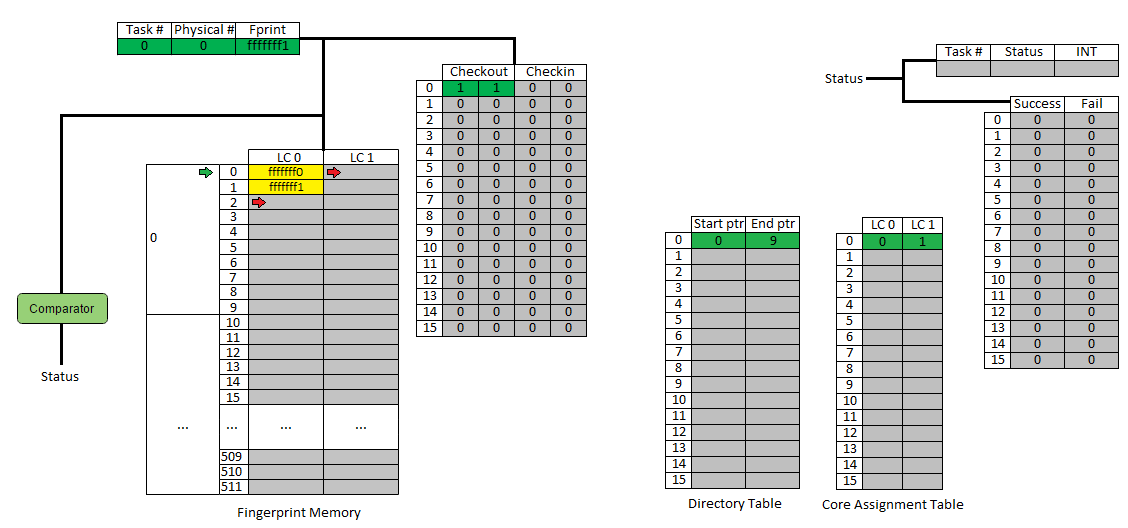 Task # Physical # Fprint
0 0 fffffff1
Checkout Checkin
0 1 1 0 0
1 0 0 0 0
2 0 0 0 0
3 0 0 0 0
4 0 0 0 0
5 0 0 0 0
6 0 0 0 0
7 0 0 0 0
8 0 0 0 0
9 0 0 0 0
10 0 0 0 0
11 0 0 0 0
12 0 0 0 0
13 0 0 0 0
14 0 0 0 0
15 0 0 0 0
LC 0 LC 1
0
0 fffffff0
1 fffffff1
2
3
4
5
6
7
8
9
10
11
12
13
14
15
... ... ... ...
509
510
511
Fingerprint Memory
Comparator
Status
Start ptr End ptr
0 0 9
1
2
3
4
5
6
7
8
9
10
11
12
13
14
15
Directory Table
LC 0 LC 1
0 0 1
1
2
3
4
5
6
7
8
9
10
11
12
13
14
15
Core Assignment Table
Status
Task # Status INT
Success Fail
0 0 0
1 0 0
2 0 0
3 0 0
4 0 0
5 0 0
6 0 0
7 0 0
8 0 0
9 0 0
10 0 0
11 0 0
12 0 0
13 0 0
14 0 0
15 0 0